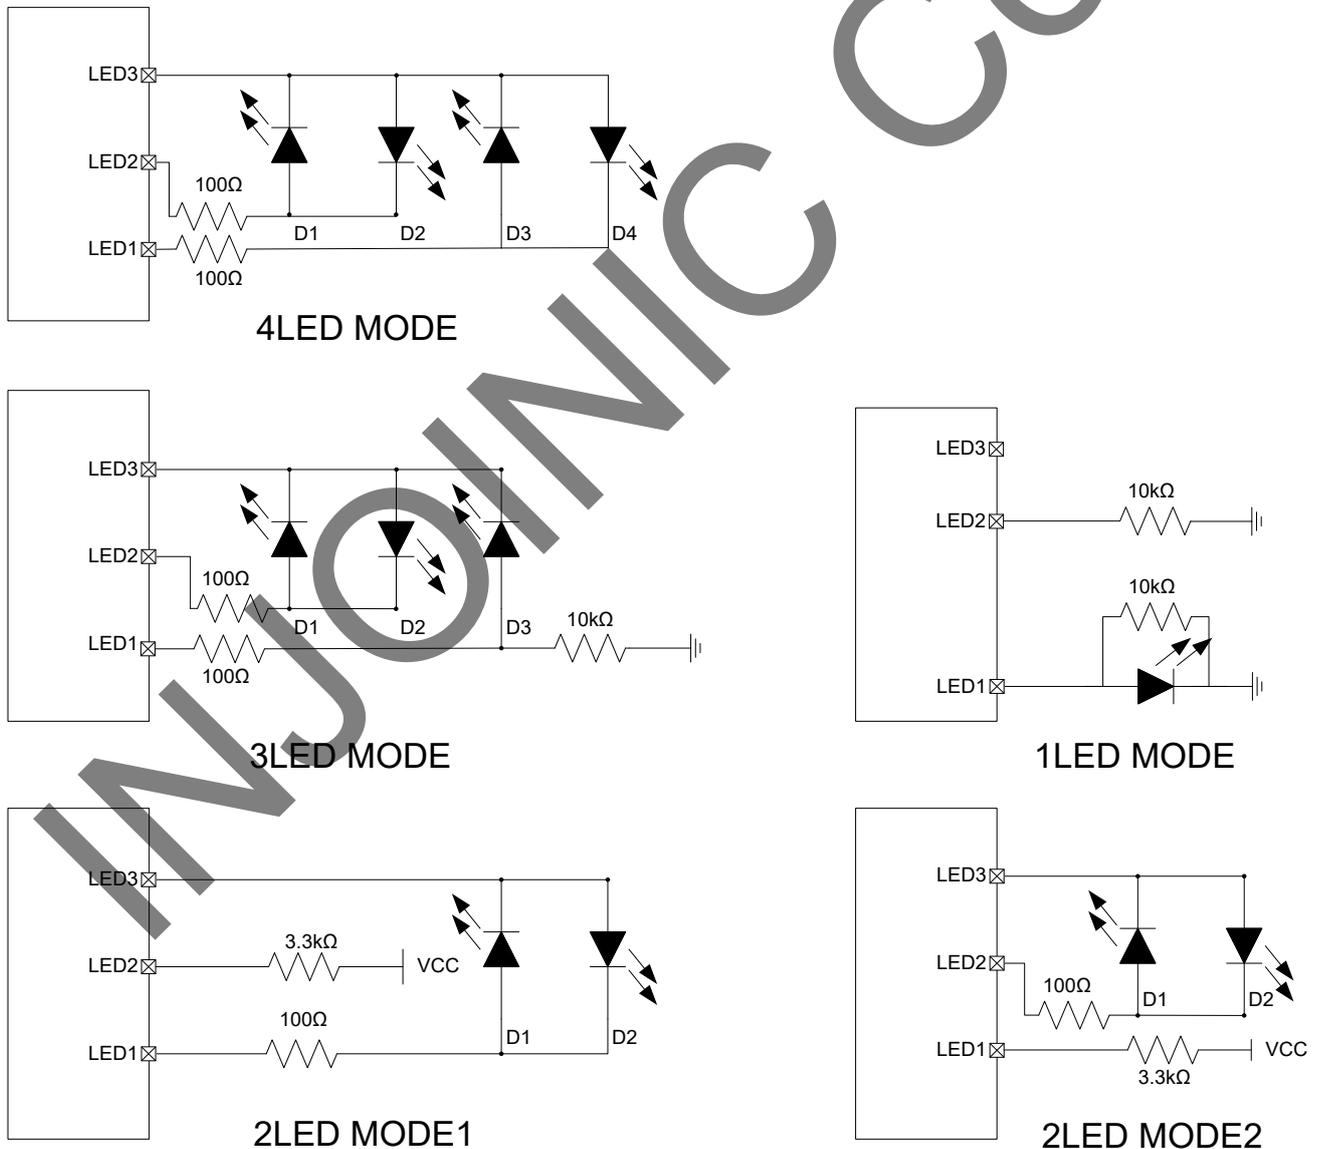 LED3
LED2
100Ω
D1 D2 D3 D4
LED1
100Ω
4LED MODE
LED3
LED2
100Ω
D1 D2 D3
10kΩ
LED1
100Ω
3LED MODE
LED3
10kΩ
LED2
10kΩ
LED1
1LED MODE
LED3
3.3kΩ
LED2
VCC
100Ω
D1 D2
LED1
2LED MODE1
LED3
LED2
100Ω
D1 D2
LED1
VCC
3.3kΩ
2LED MODE2
INJOINIC